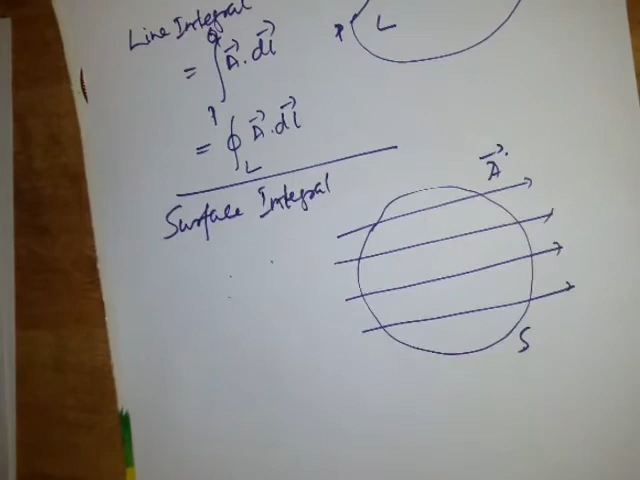 Line Integral
Q
= ∫ A⃗. dl⃗
P
= ∮ A⃗. dl⃗
L
P L
Surface Integral
A⃗
S